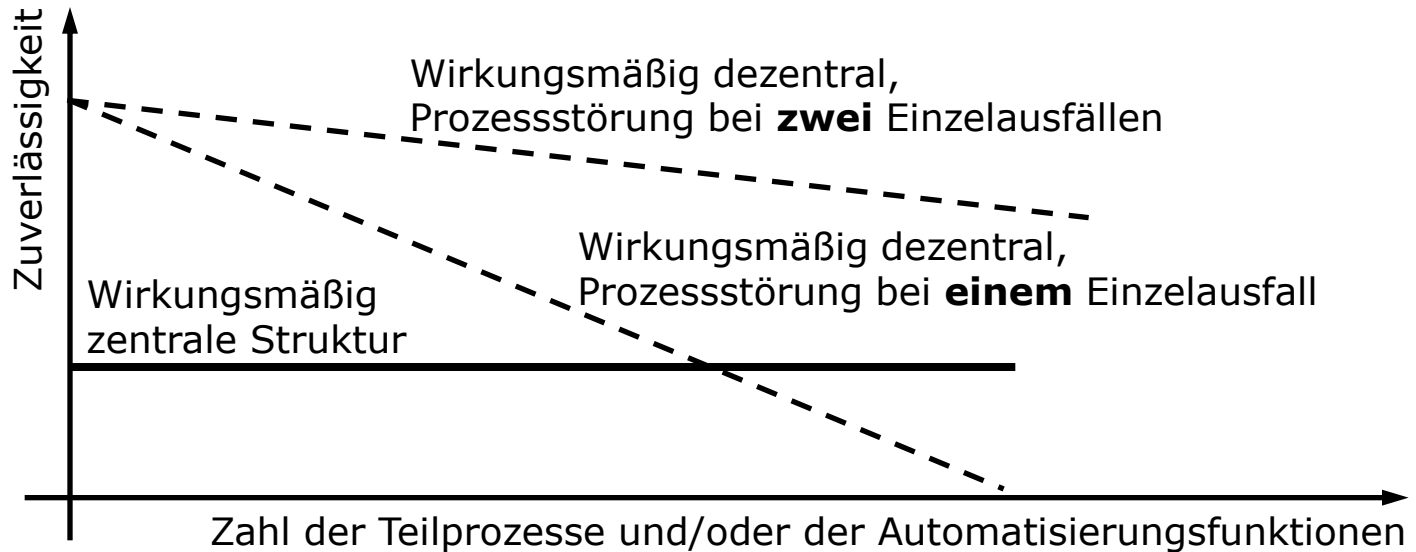 Zuverlässigkeit
Wirkungsmäßig dezentral,
Prozessstörung bei zwei Einzelausfällen
Wirkungsmäßig dezentral,
Prozessstörung bei einem Einzelausfall
Wirkungsmäßig
zentrale Struktur
Zahl der Teilprozesse und/oder der Automatisierungsfunktionen